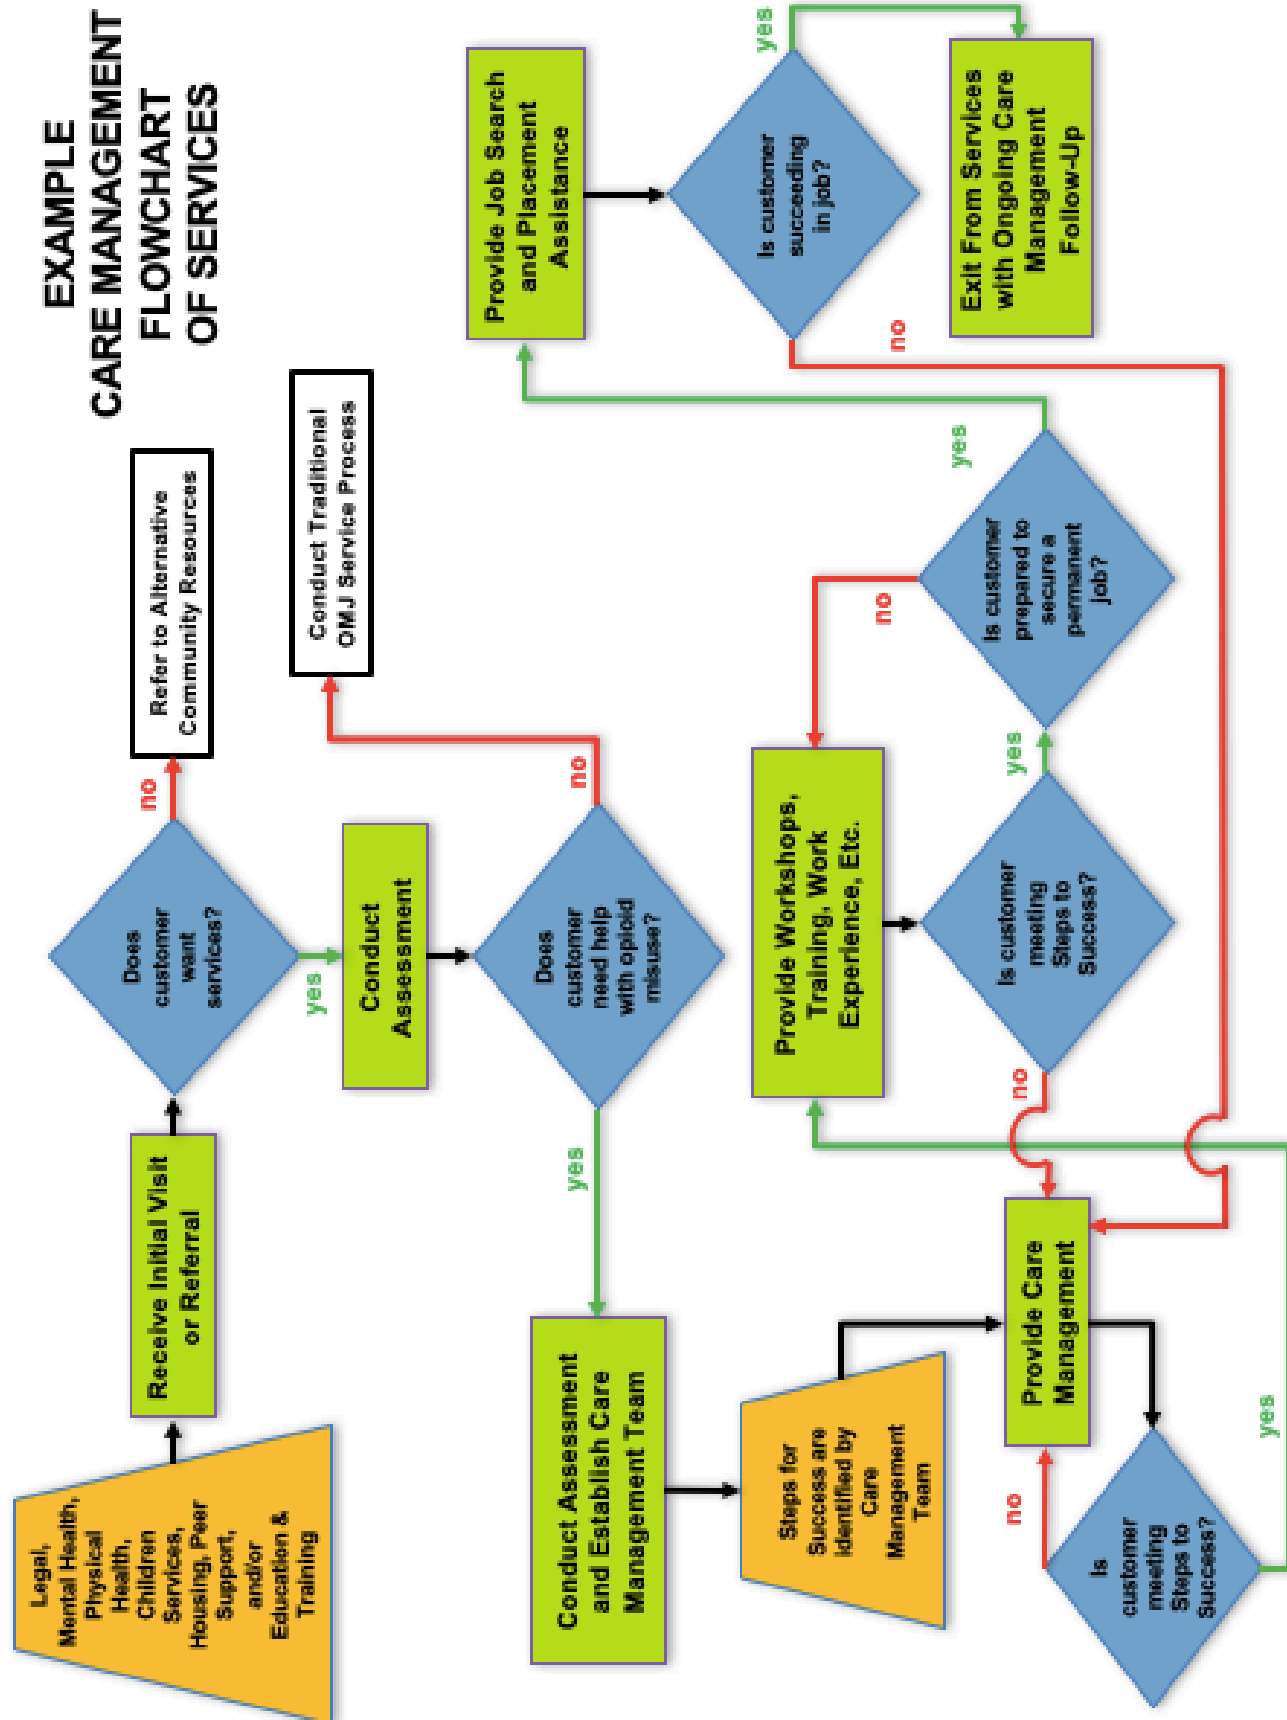 EXAMPLE
CARE MANAGEMENT
FLOWCHART
OF SERVICES
Legal,
Mental Health,
Physical
Health,
Children
Services,
Housing, Peer
Support,
and/or
Education &
Training
Receive Initial Visit
or Referral
Does
customer
want
services?
no
Refer to Alternative
Community Resources
yes
Conduct
Assessment
Does
customer
need help
with opioid
misuse?
no
Conduct Traditional
OMJ Service Process
yes
Conduct Assessment
and Establish Care
Management Team
Steps for
Success are
identified by
Care
Management
Team
Provide Care
Management
Is
customer
meeting
Steps to
Success?
no
yes
Provide Workshops,
Training, Work
Experience, Etc.
Is customer
meeting
Steps to
Success?
no
yes
Is customer
prepared to
secure a
permanent
job?
no
yes
Provide Job Search
and Placement
Assistance
Is customer
succeeding
in job?
no
yes
Exit From Services
with Ongoing Care
Management
Follow-Up